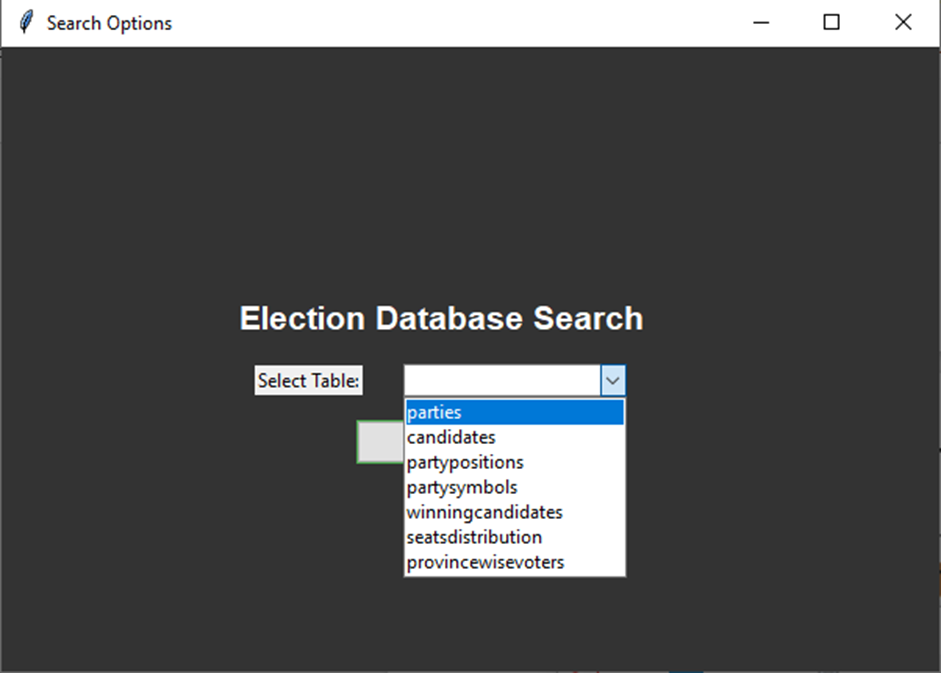 Search Options
Election Database Search
Select Table:
parties
candidates
partypositions
partysymbols
winningcandidates
seatsdistribution
provincewisevoters